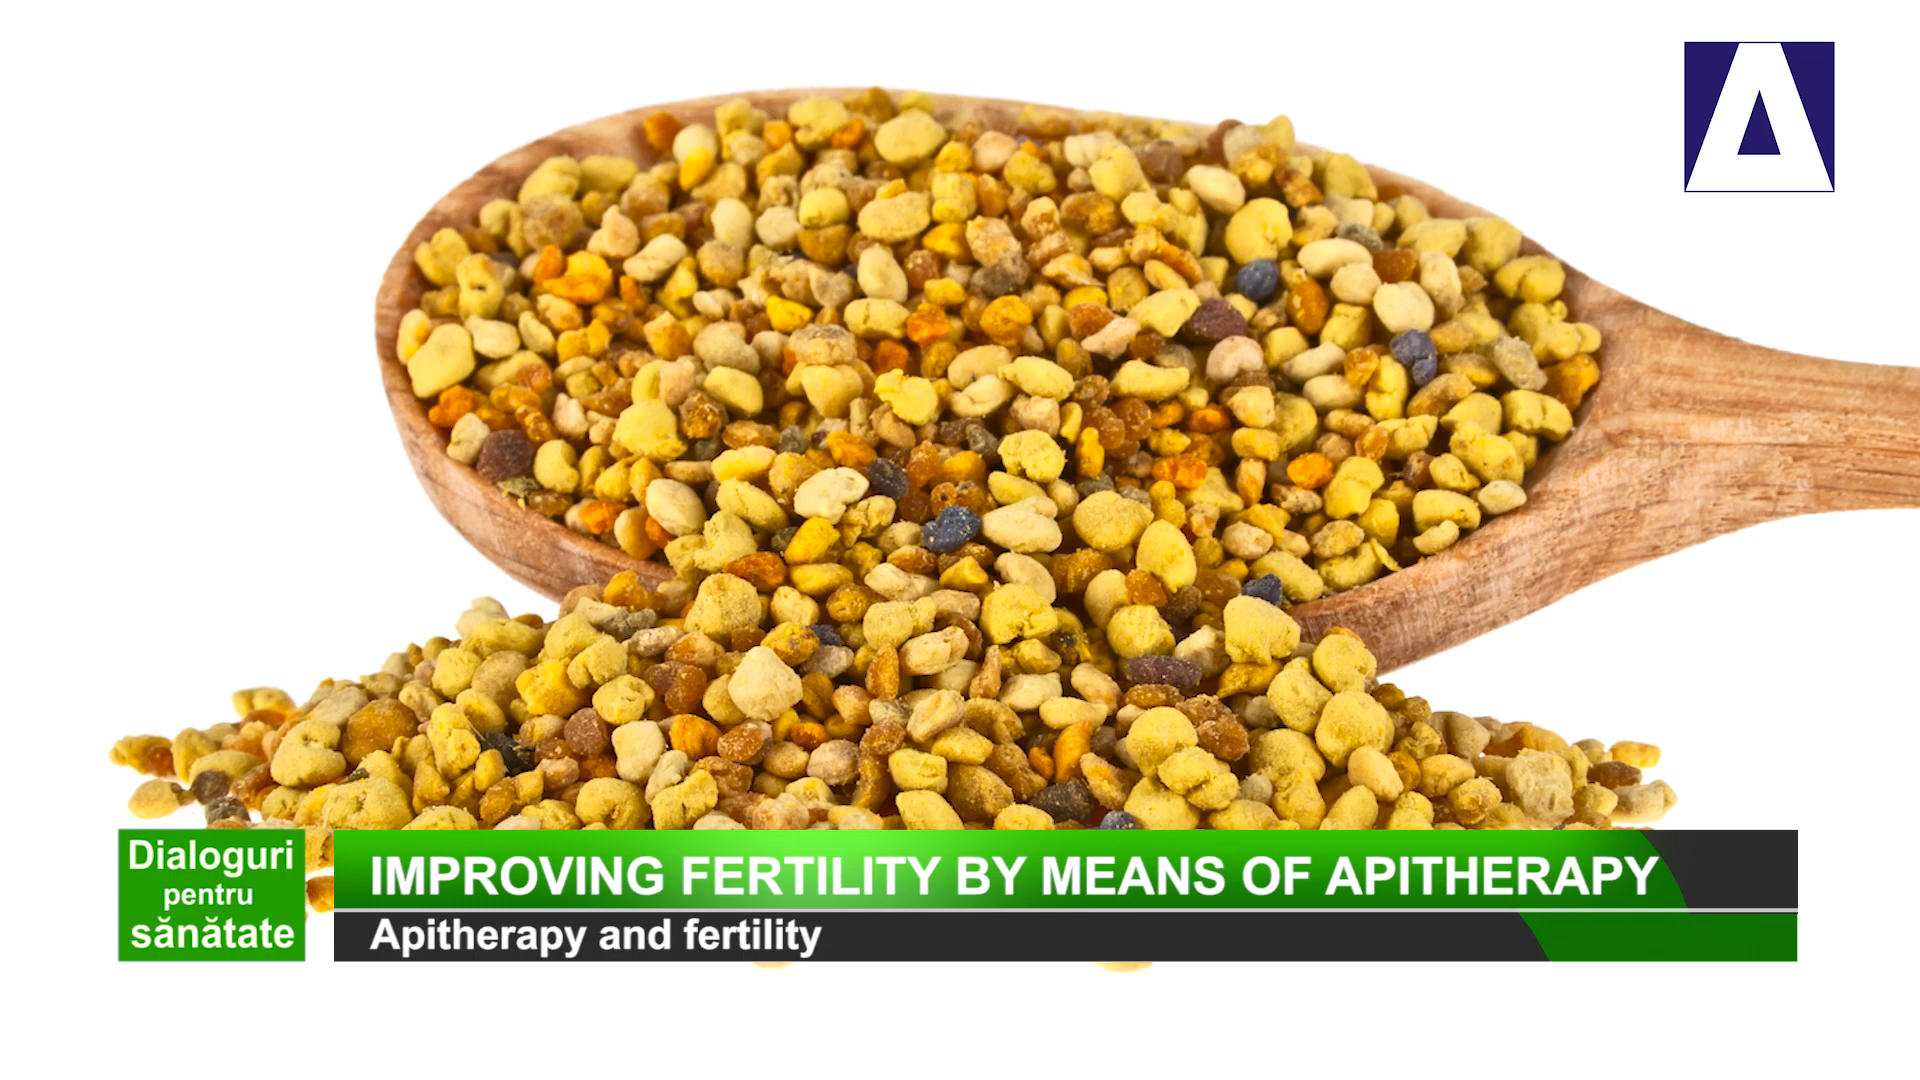 Dialoguri
pentru
sănătate
IMPROVING FERTILITY BY MEANS OF APITHERAPY
Apitherapy and fertility